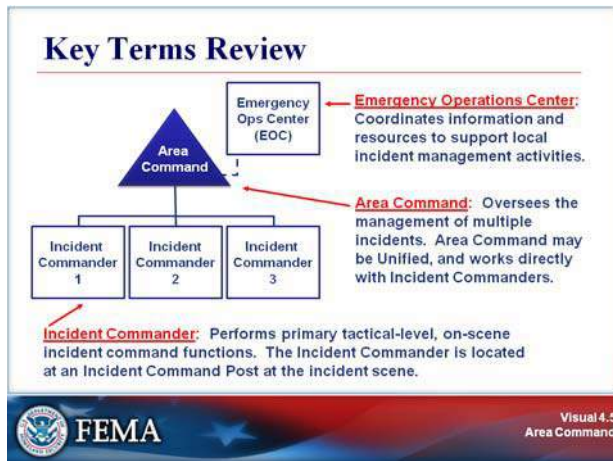 Key Terms Review
Emergency
Ops Center
(EOC)
Area
Command
Incident
Commander
1
Incident
Commander
2
Incident
Commander
3
Emergency Operations Center:
Coordinates information and
resources to support local
incident management activities.
Area Command: Oversees the
management of multiple
incidents. Area Command may
be Unified, and works directly
with Incident Commanders.
Incident Commander: Performs primary tactical-level, on-scene
incident command functions. The Incident Commander is located
at an Incident Command Post at the incident scene.
FEMA
Visual 4.5
Area Command